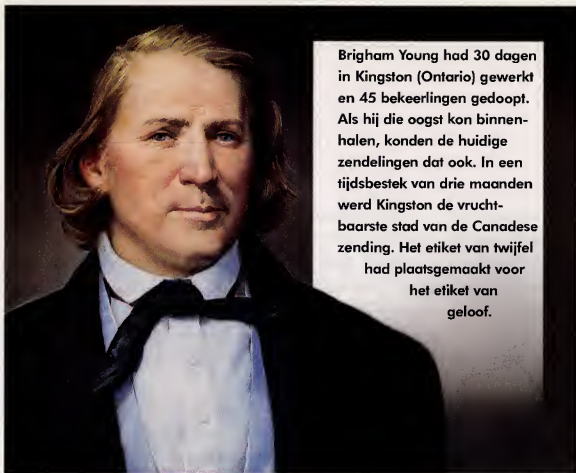 Brigham Young had 30 dagen
in Kingston (Ontario) gewerkt
en 45 bekeerlingen gedoopt.
Als hij die oogst kon binnen-
halen, konden de huidige
zendelingen dat ook. In een
tijdsbestek van drie maanden
werd Kingston de vrucht-
baarste stad van de Canadese
zending. Het etiket van twijfel
had plaatsgemaakt voor
het etiket van
geloof.